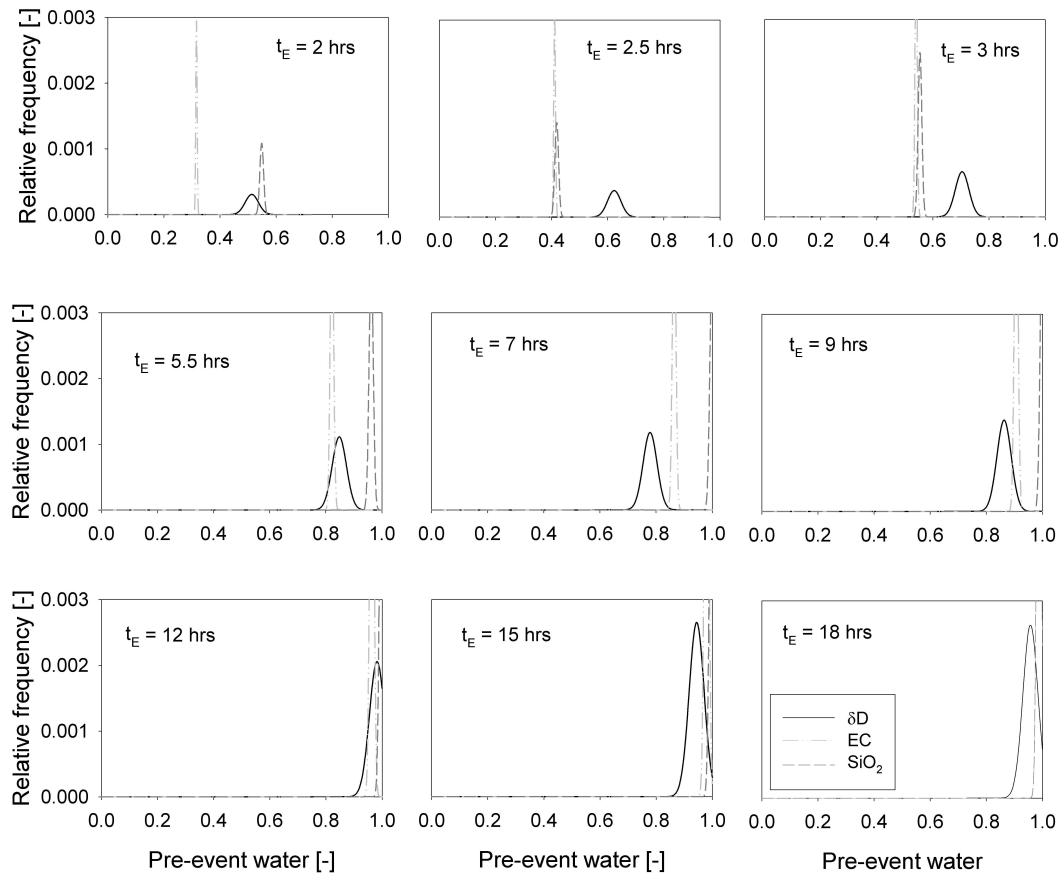 Relative frequency [-]
0.003
0.002
0.001
0.000
t_E = 2 hrs
0.0 0.2 0.4 0.6 0.8 1.0
t_E = 2.5 hrs
0.0 0.2 0.4 0.6 0.8 1.0
t_E = 3 hrs
0.0 0.2 0.4 0.6 0.8 1.0
Relative frequency [-]
0.003
0.002
0.001
0.000
t_E = 5.5 hrs
0.0 0.2 0.4 0.6 0.8 1.0
t_E = 7 hrs
0.0 0.2 0.4 0.6 0.8 1.0
t_E = 9 hrs
0.0 0.2 0.4 0.6 0.8 1.0
Relative frequency [-]
0.003
0.002
0.001
0.000
t_E = 12 hrs
0.0 0.2 0.4 0.6 0.8 1.0
Pre-event water [-]
t_E = 15 hrs
0.0 0.2 0.4 0.6 0.8 1.0
Pre-event water [-]
t_E = 18 hrs
δD
EC
SiO₂
0.0 0.2 0.4 0.6 0.8 1.0
Pre-event water